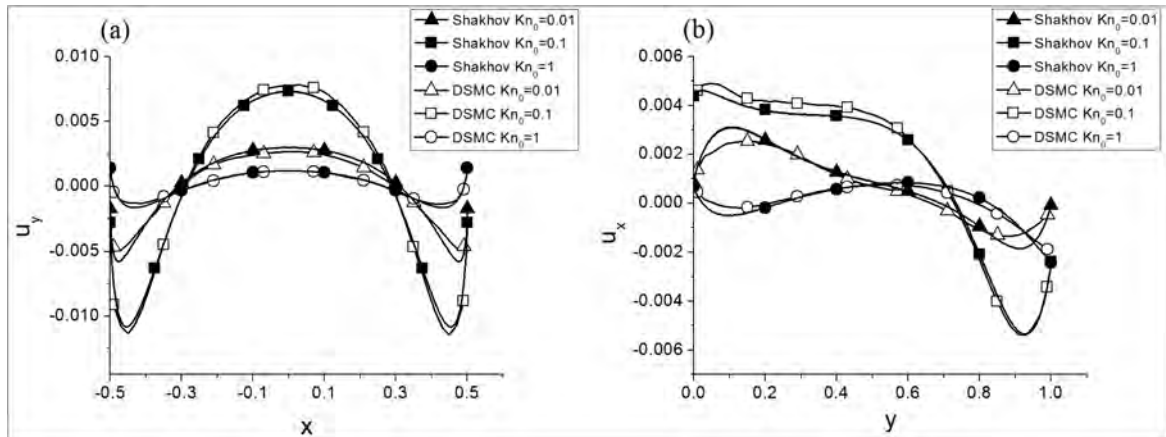 (a)
Shakhov Kn0=0.01
Shakhov Kn0=0.1
Shakhov Kn0=1
DSMC Kn0=0.01
DSMC Kn0=0.1
DSMC Kn0=1
0.010
0.005
0.000
-0.005
-0.010
uy
-0.5 -0.3 -0.1 0.1 0.3 0.5
x
(b)
Shakhov Kn0=0.01
Shakhov Kn0=0.1
Shakhov Kn0=1
DSMC Kn0=0.01
DSMC Kn0=0.1
DSMC Kn0=1
0.006
0.004
0.002
0.000
-0.002
-0.004
-0.006
ux
0.0 0.2 0.4 0.6 0.8 1.0
y